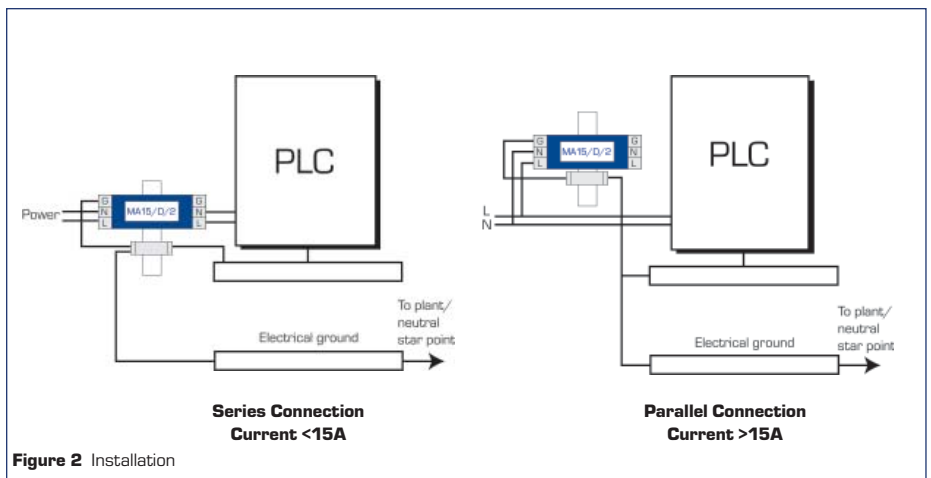 PLC
G
N
L
MA15/D/2
G
N
L
Power
To plant/
neutral
star point
Electrical ground
Series Connection
Current <15A
PLC
G
N
L
MA15/D/2
G
N
L
L
N
To plant/
neutral
star point
Electrical ground
Parallel Connection
Current >15A
Figure 2 Installation